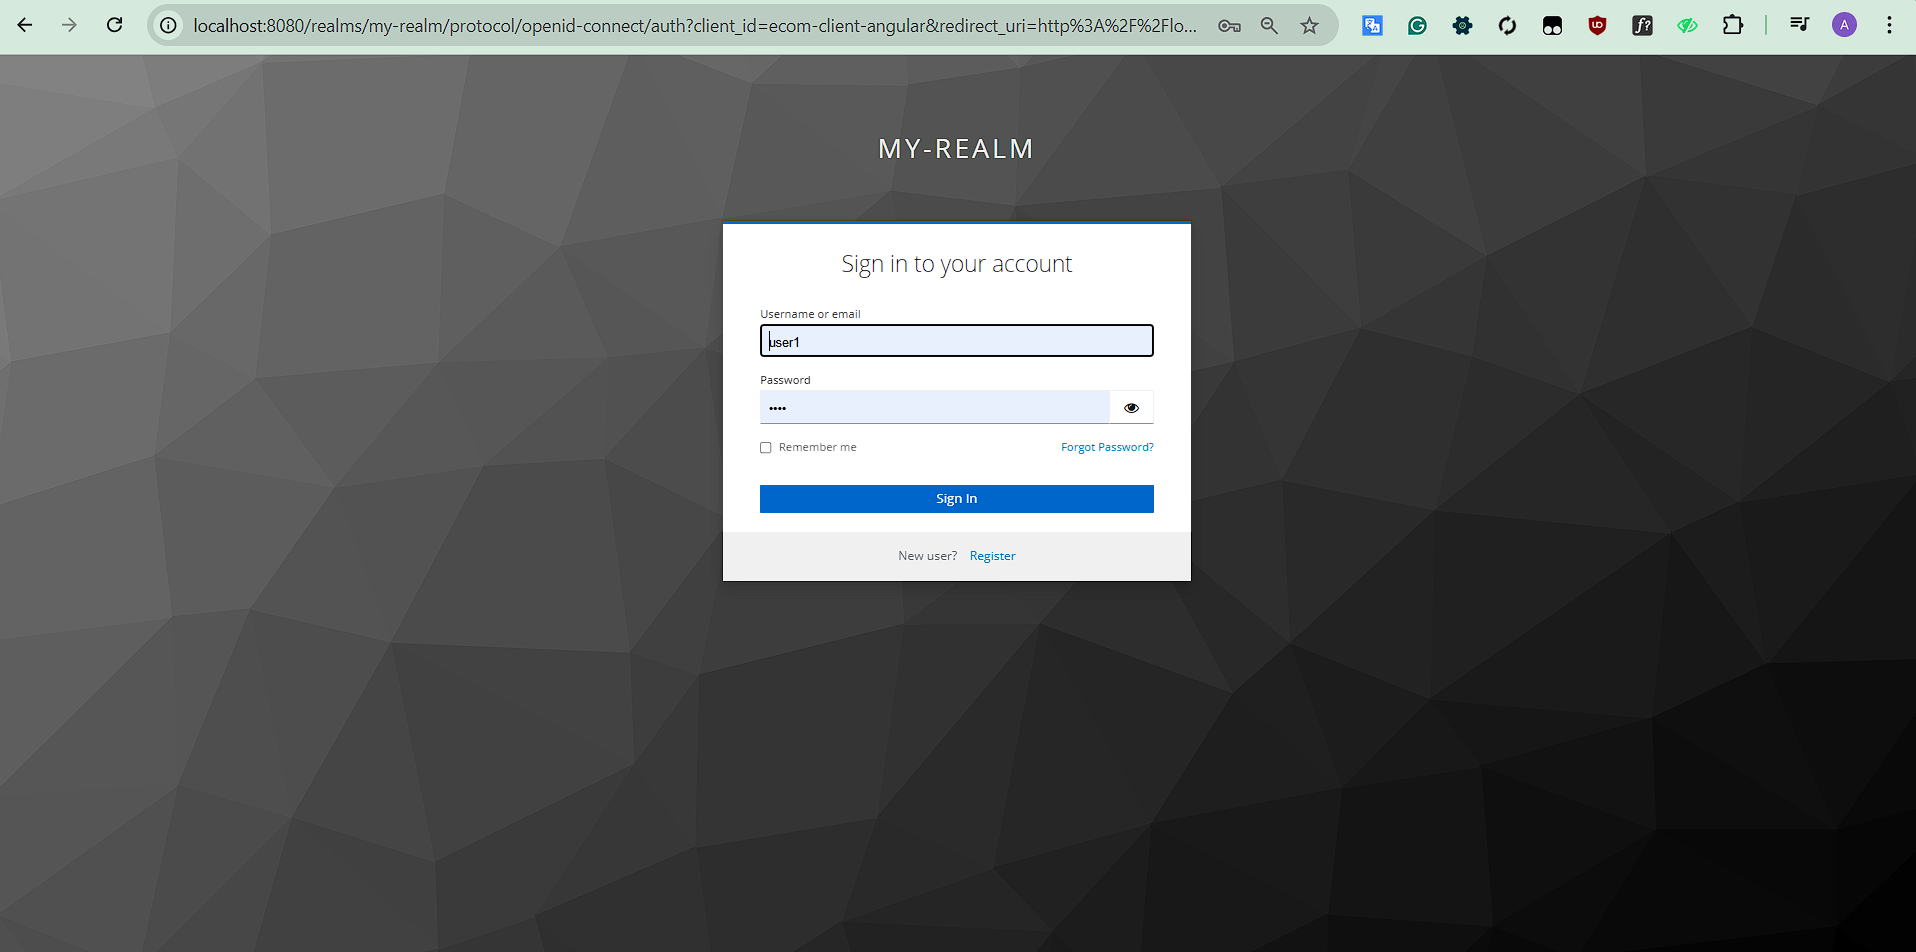 localhost:8080/realms/my-realm/protocol/openid-connect/auth?client_id=ecom-client-angular&redirect_uri=http%3A%2F%2Flo...
A
MY-REALM
Sign in to your account
Username or email
user1
Password
••••
Remember me
Forgot Password?
Sign In
New user? Register